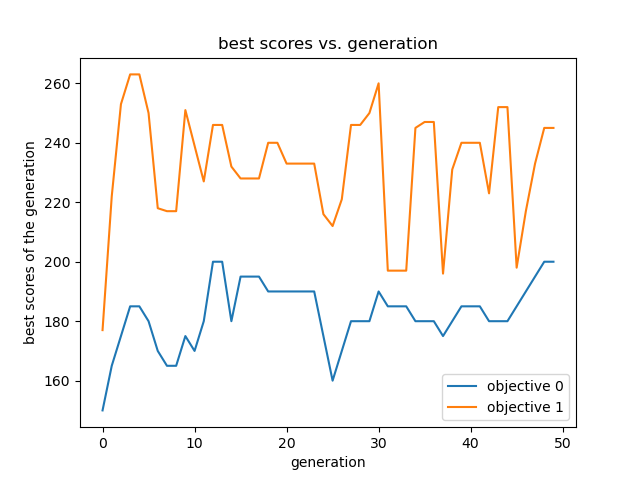 best scores vs. generation
best scores of the generation
260
240
220
200
180
160
0 10 20 30 40 50
generation
objective 0
objective 1